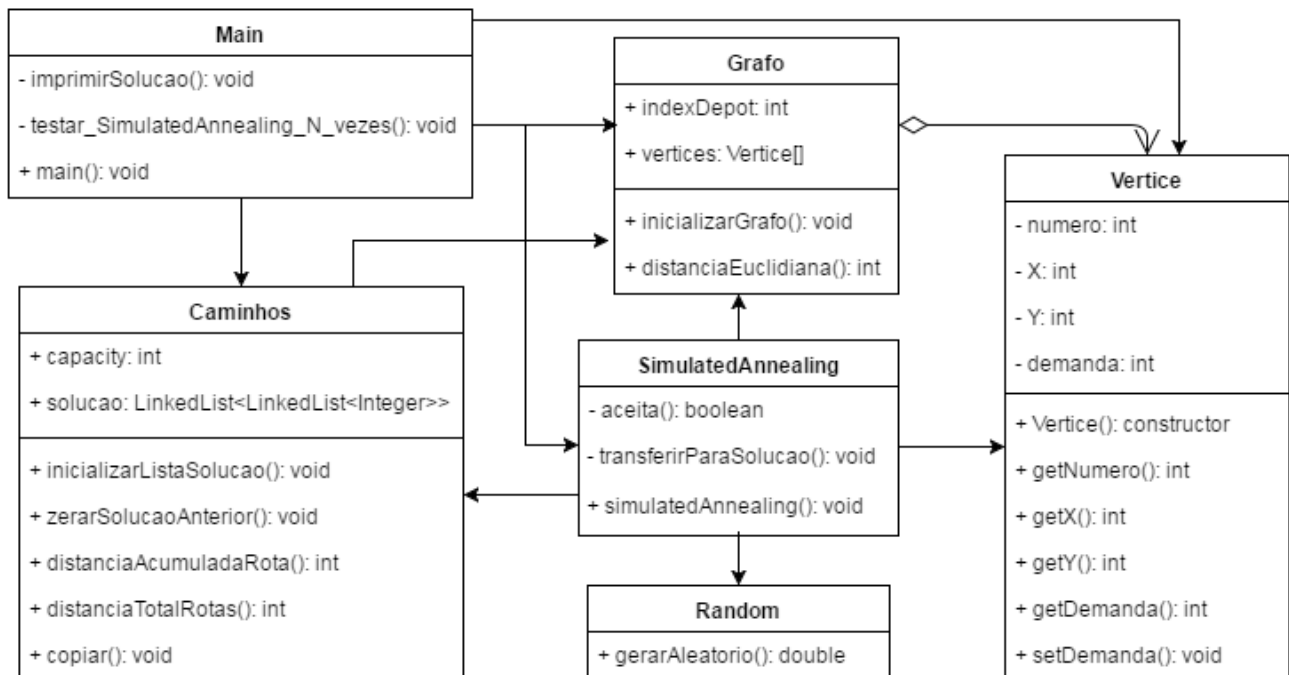 Main
- imprimirSolucao(): void
- testar_SimulatedAnnealing_N_vezes(): void
+ main(): void
Grafo
+ indexDepot: int
+ vertices: Vertice[]
+ inicializarGrafo(): void
+ distanciaEuclidiana(): int
Vertice
- numero: int
- X: int
- Y: int
- demanda: int
+ Vertice(): constructor
+ getNumero(): int
+ getX(): int
+ getY(): int
+ getDemanda(): int
+ setDemanda(): void
Caminhos
+ capacity: int
+ solucao: LinkedList<LinkedList<Integer>>
+ inicializarListaSolucao(): void
+ zerarSolucaoAnterior(): void
+ distanciaAcumuladaRota(): int
+ distanciaTotalRotas(): int
+ copiar(): void
SimulatedAnnealing
- aceita(): boolean
- transferirParaSolucao(): void
+ simulatedAnnealing(): void
Random
+ gerarAleatorio(): double